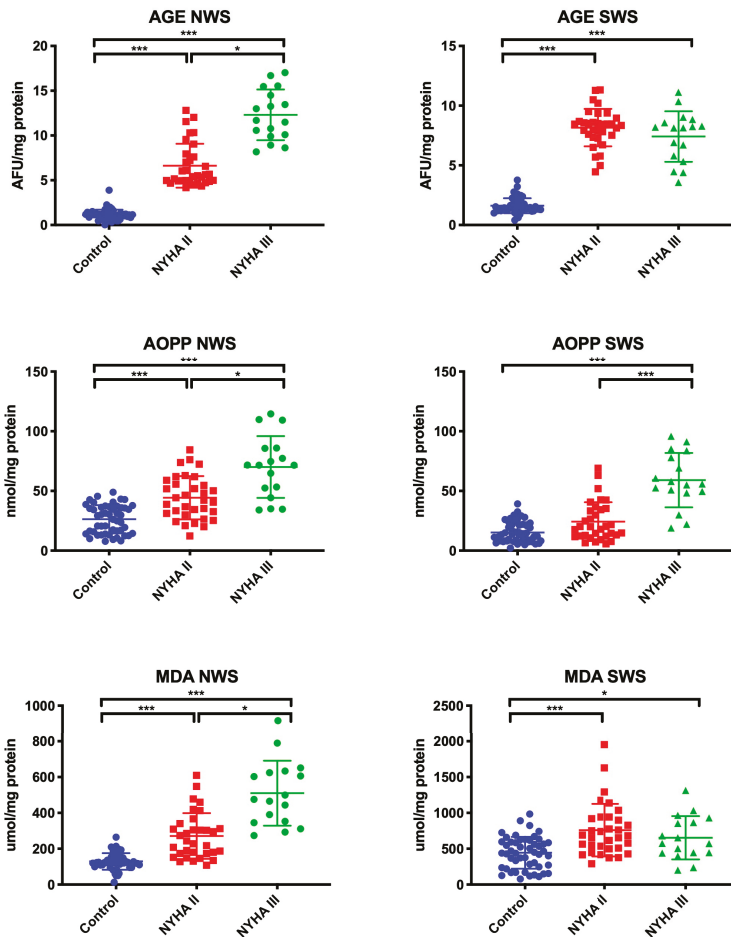 AGE NWS
AFU/mg protein
20
15
10
5
0
***
***
*
Control
NYHA II
NYHA III
AGE SWS
AFU/mg protein
15
10
5
0
***
***
Control
NYHA II
NYHA III
AOPP NWS
nmol/mg protein
150
100
50
0
***
***
*
Control
NYHA II
NYHA III
AOPP SWS
nmol/mg protein
150
100
50
0
***
***
Control
NYHA II
NYHA III
MDA NWS
umol/mg protein
1000
800
600
400
200
0
***
***
*
Control
NYHA II
NYHA III
MDA SWS
umol/mg protein
2500
2000
1500
1000
500
0
*
***
Control
NYHA II
NYHA III